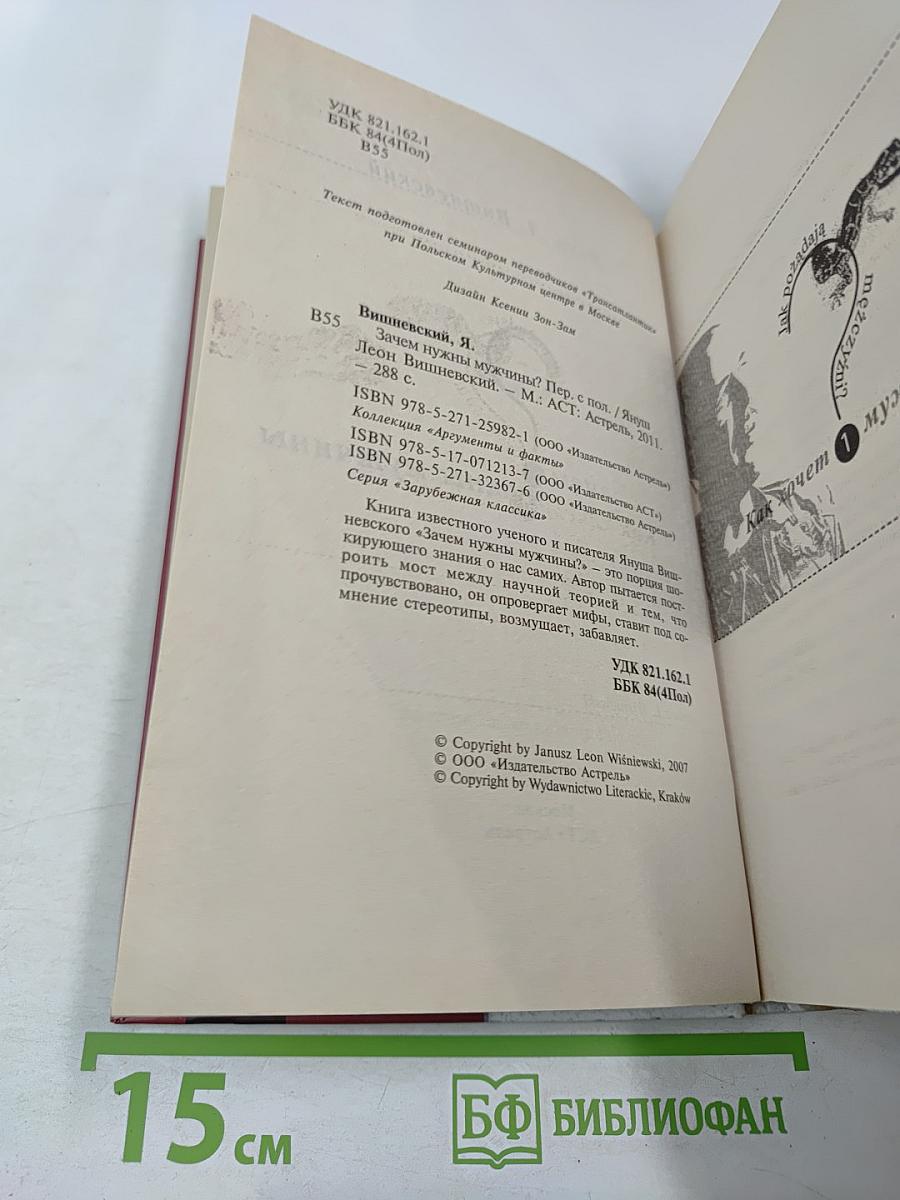 УДК 821.162.1
ББК 84(4Пол)
В55
Текст подготовлен семинаром переводчиков «Трансатлантик»
при Польском Культурном центре в Москве
Дизайн Ксении Зон-Зам
Вишневский, Я.
В55 Зачем нужны мужчины? Пер. с пол. / Януш
Леон Вишневский. – М.: АСТ: Астрель, 2011.
– 288 с.
ISBN 978-5-271-25982-1 (ООО «Издательство Астрель»)
Коллекция «Аргументы и факты»
ISBN 978-5-17-071213-7 (ООО «Издательство АСТ»)
ISBN 978-5-271-32367-6 (ООО «Издательство Астрель»)
Серия «Зарубежная классика»
Книга известного ученого и писателя Януша Виш-
невского «Зачем нужны мужчины?» – это порция шо-
кирующего знания о нас самих. Автор пытается пост-
роить мост между научной теорией и тем, что
прочувствовано, он опровергает мифы, ставит под со-
мнение стереотипы, возмущает, забавляет.
УДК 821.162.1
ББК 84(4Пол)
© Copyright by Janusz Leon Wiśniewski, 2007
© ООО «Издательство Астрель»
© Copyright by Wydawnictwo Literackie, Kraków
Jak pożądają
mężczyźni?
Как хочет 1
15 см
БФ БИБЛИОФАН